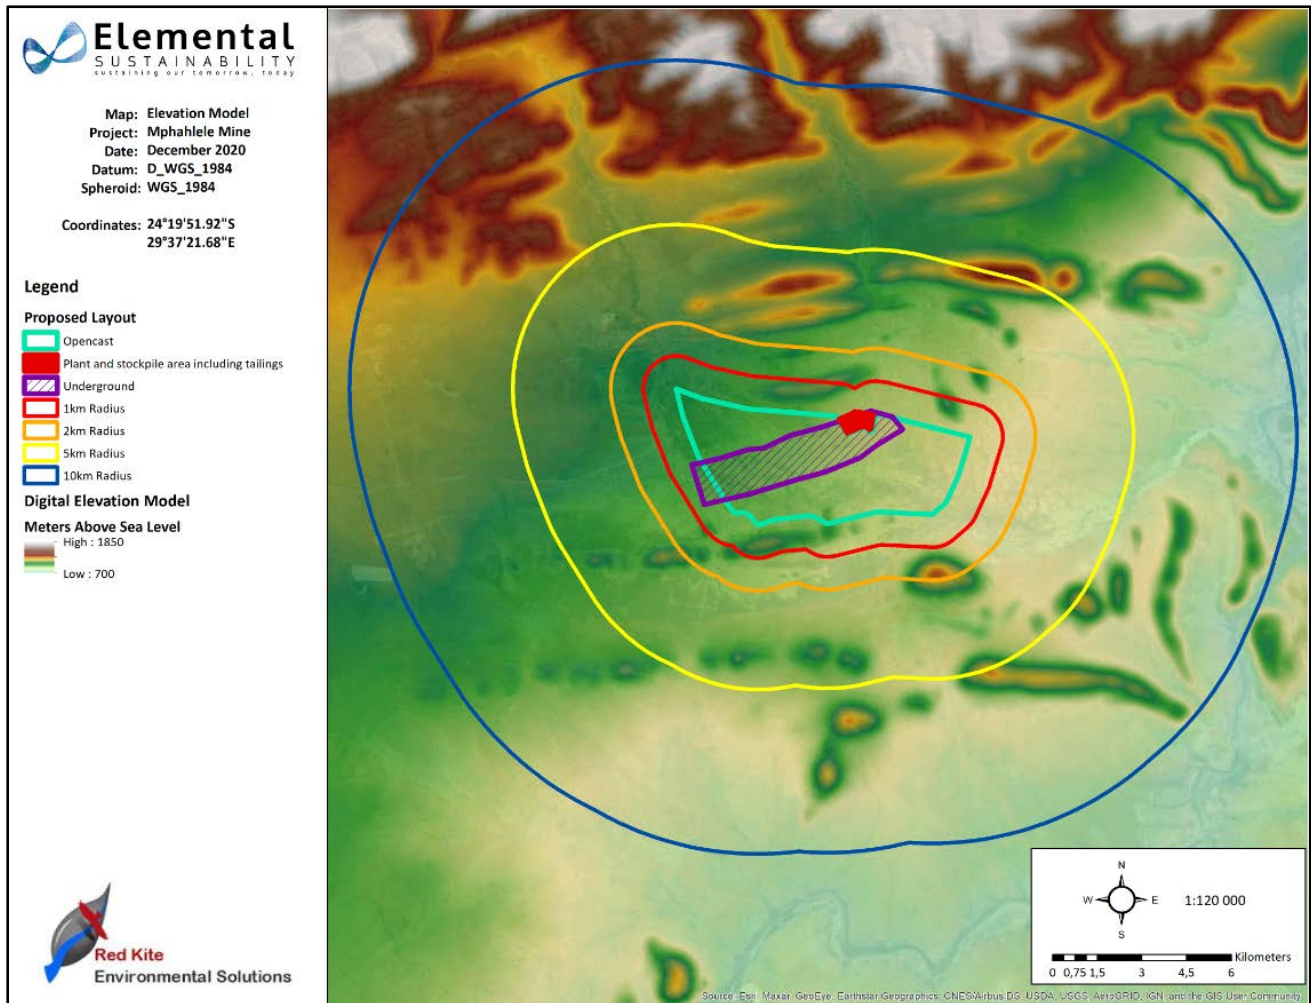 Elemental
SUSTAINABILITY
sustaining our tomorrow, today
Map: Elevation Model
Project: Mphahlele Mine
Date: December 2020
Datum: D_WGS_1984
Spheroid: WGS_1984
Coordinates: 24°19'51.92"S
29°37'21.68"E
Legend
Proposed Layout
Opencast
Plant and stockpile area including tailings
Underground
1km Radius
2km Radius
5km Radius
10km Radius
Digital Elevation Model
Meters Above Sea Level
High : 1850
Low : 700
Red Kite
Environmental Solutions
N
W E
S
1:120 000
Kilometers
0 0,75 1,5 3 4,5 6
Source: Esri, Maxar, GeoEye, Earthstar Geographics, CNES/Airbus DS, USDA, USGS, AeroGRID, IGN, and the GIS User Community